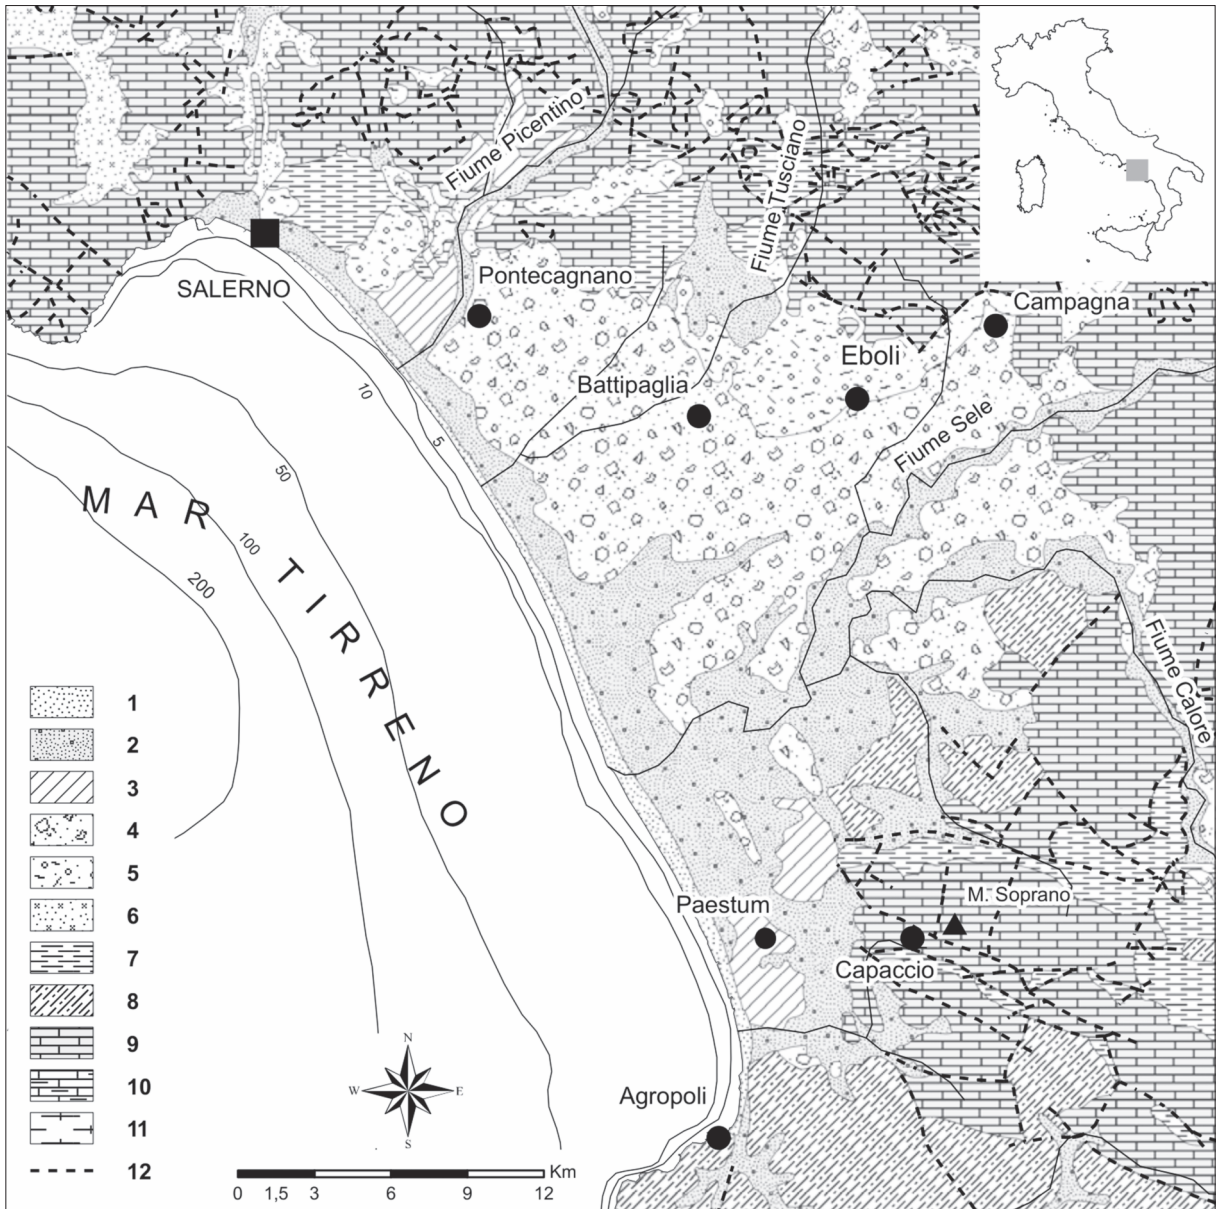 Fiume Picentino
Fiume Tusciano
SALERNO
Pontecagnano
Campagna
Eboli
Battipaglia
10
5
Fiume Sele
50
MAR TIRRENO
100
200
Fiume Calore
1
2
3
4
5
6
7
8
9
10
11
12
M. Soprano
Paestum
Capaccio
Agropoli
N
W E
S
Km
0 1,5 3 6 9 12